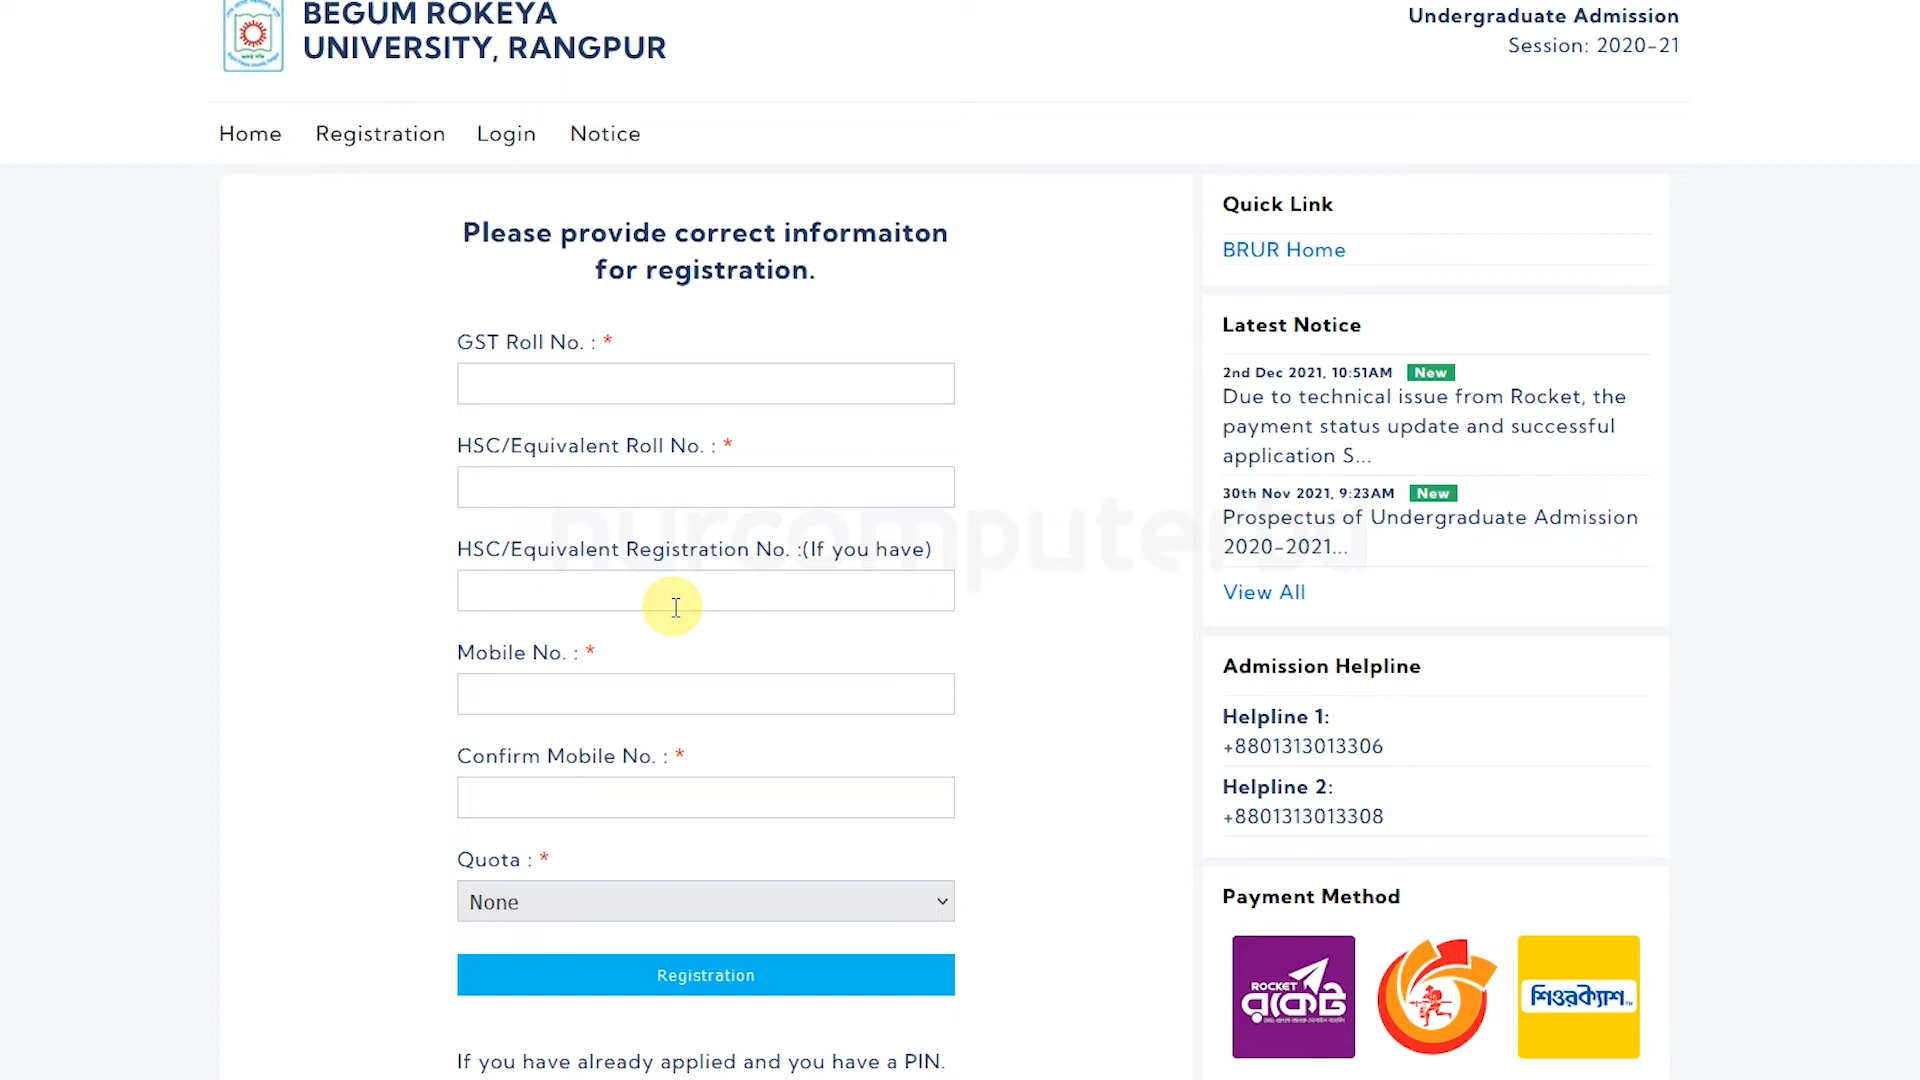 BEGUM ROKEYA
UNIVERSITY, RANGPUR
Undergraduate Admission
Session: 2020-21
Home
Registration
Login
Notice
Please provide correct informaiton
for registration.
GST Roll No. : *
HSC/Equivalent Roll No. : *
HSC/Equivalent Registration No. :(If you have)
Mobile No. : *
Confirm Mobile No. : *
Quota : *
None
Registration
If you have already applied and you have a PIN.
Quick Link
BRUR Home
Latest Notice
2nd Dec 2021, 10:51AM New
Due to technical issue from Rocket, the
payment status update and successful
application S...
30th Nov 2021, 9:23AM New
Prospectus of Undergraduate Admission
2020-2021...
View All
Admission Helpline
Helpline 1:
+8801313013306
Helpline 2:
+8801313013308
Payment Method
ROCKET
রকেট
শিওরক্যাশ
nurcomputerbd